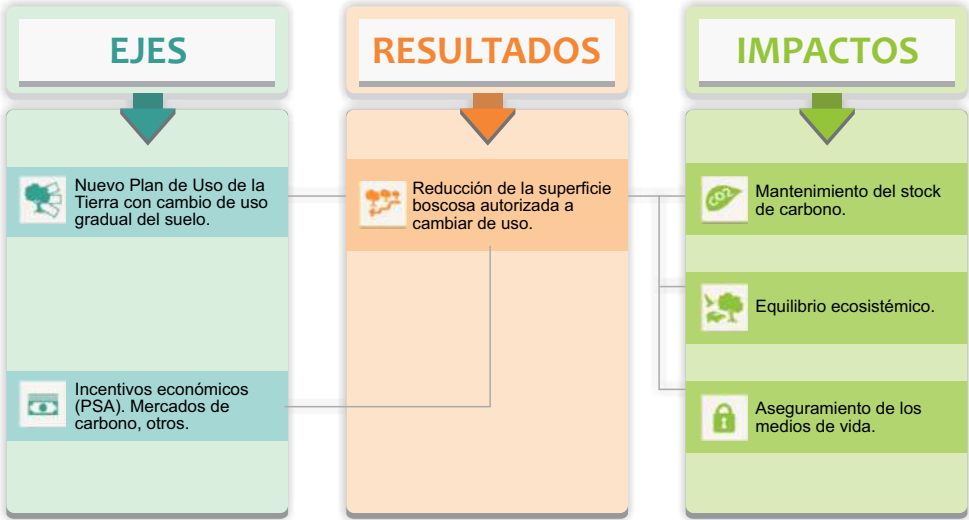 EJES
RESULTADOS
IMPACTOS
Nuevo Plan de Uso de la
Tierra con cambio de uso
gradual del suelo.
Incentivos económicos
(PSA). Mercados de
carbono, otros.
Reducción de la superficie
boscosa autorizada a
cambiar de uso.
CO2
Mantenimiento del stock
de carbono.
Equilibrio ecosistémico.
Aseguramiento de los
medios de vida.